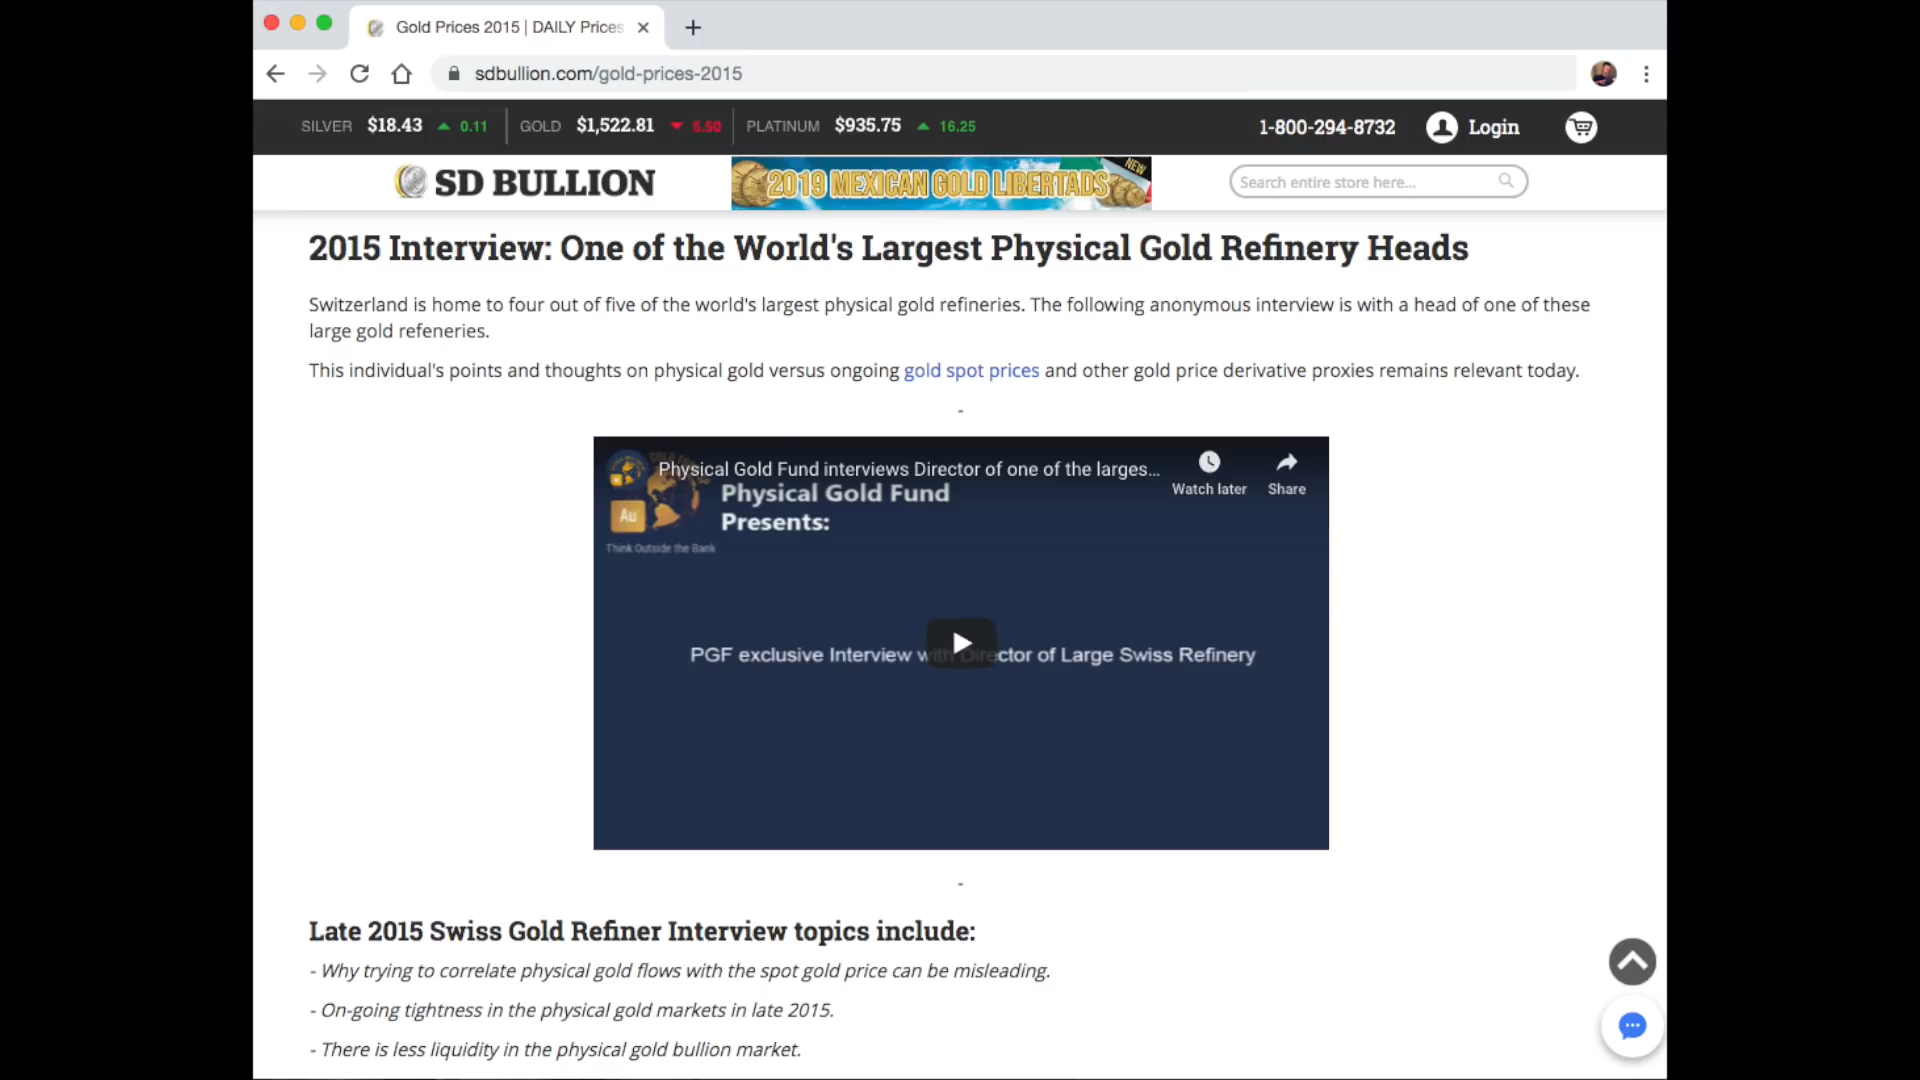 Gold Prices 2015 | DAILY Prices
sdbullion.com/gold-prices-2015
SILVER $18.43 0.11 GOLD $1,522.81 5.50 PLATINUM $935.75 16.25 1-800-294-8732 Login
SD BULLION 2019 MEXICAN GOLD LIBERTADS NEW Search entire store here...
2015 Interview: One of the World's Largest Physical Gold Refinery Heads
Switzerland is home to four out of five of the world's largest physical gold refineries. The following anonymous interview is with a head of one of these
large gold refeneries.
This individual's points and thoughts on physical gold versus ongoing gold spot prices and other gold price derivative proxies remains relevant today.
-
Physical Gold Fund interviews Director of one of the larges...
Watch later Share
Physical Gold Fund
Presents:
Au
Think Outside the Bank
PGF exclusive Interview with Director of Large Swiss Refinery
-
Late 2015 Swiss Gold Refiner Interview topics include:
- Why trying to correlate physical gold flows with the spot gold price can be misleading.
- On-going tightness in the physical gold markets in late 2015.
- There is less liquidity in the physical gold bullion market.